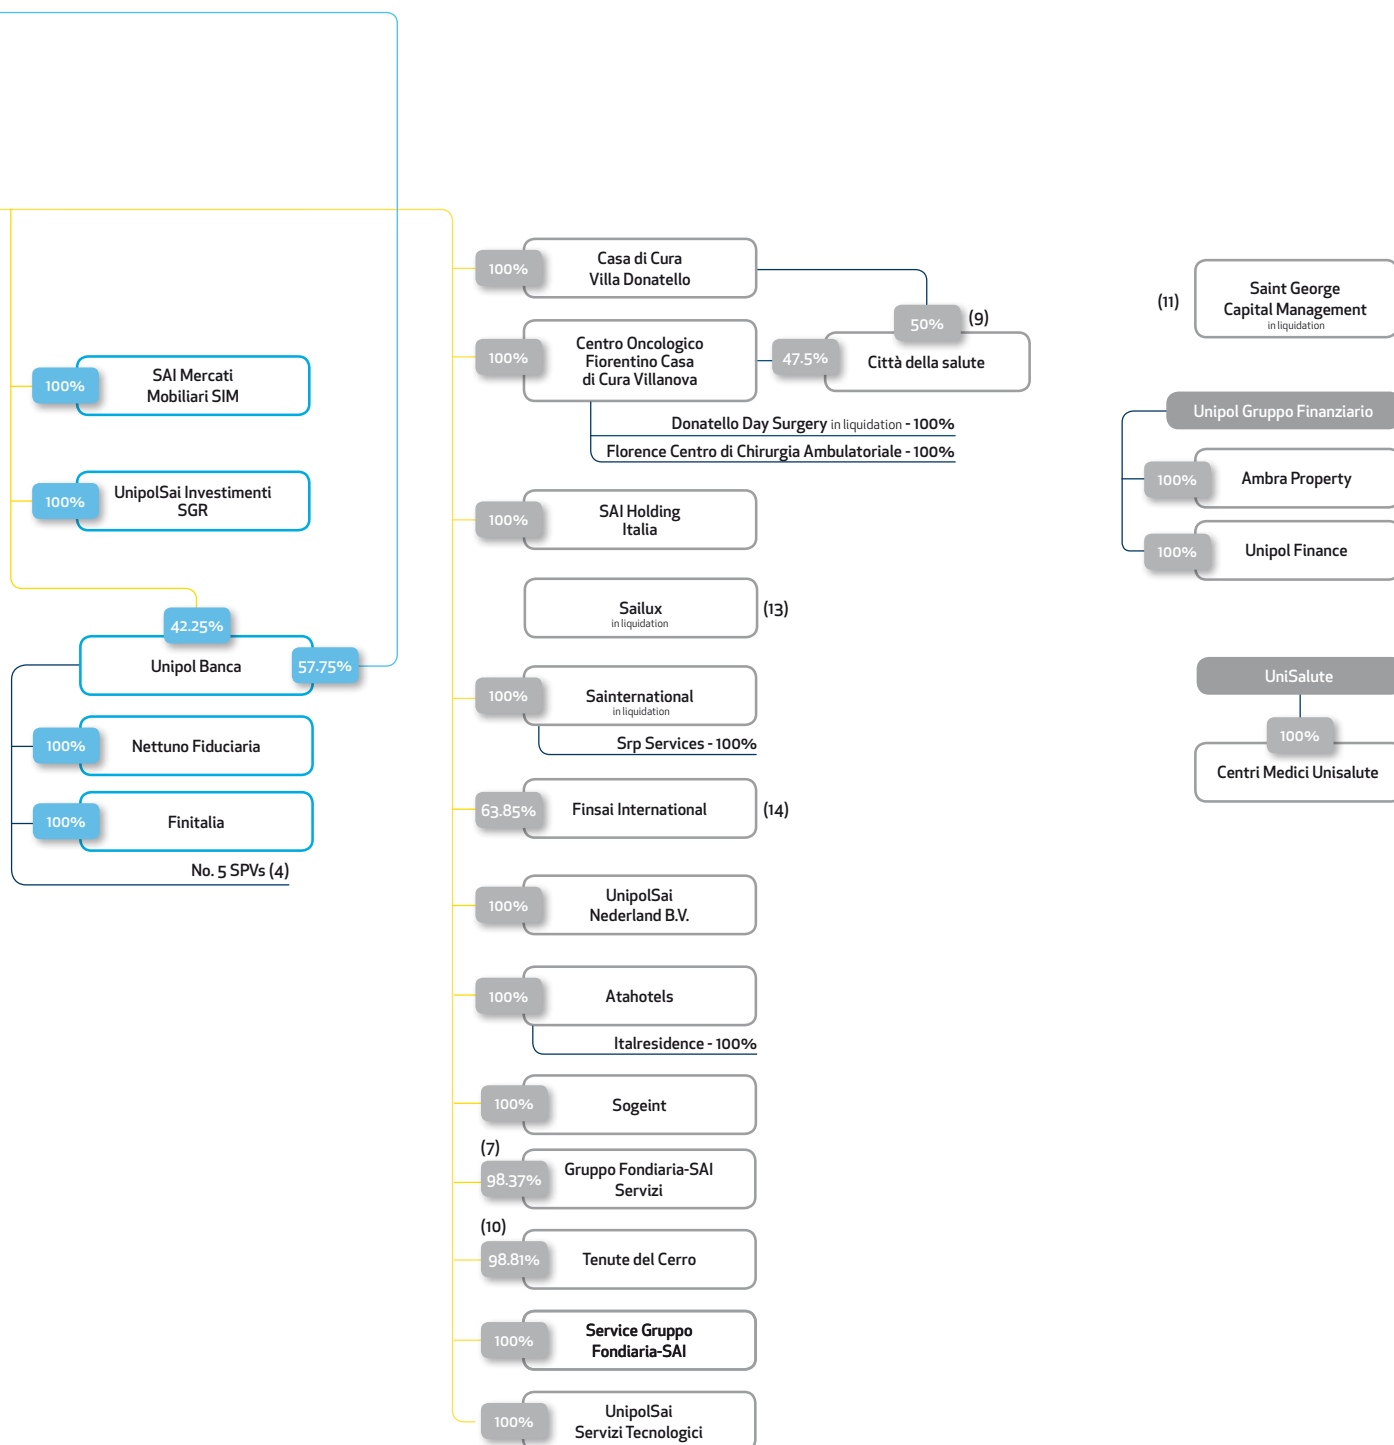 100%
SAI Mercati
Mobiliari SIM
100%
UnipolSai Investimenti
SGR
42.25%
Unipol Banca
57.75%
100%
Nettuno Fiduciaria
100%
Finitalia
No. 5 SPVs (4)
100%
Casa di Cura
Villa Donatello
100%
Centro Oncologico
Fiorentino Casa
di Cura Villanova
50%
(9)
47.5%
Città della salute
Donatello Day Surgery in liquidation - 100%
Florence Centro di Chirurgia Ambulatoriale - 100%
100%
SAI Holding
Italia
Sailux
in liquidation
(13)
100%
Sainternational
in liquidation
Srp Services - 100%
63.85%
Finsai International
(14)
100%
UnipolSai
Nederland B.V.
100%
Atahotels
Italresidence - 100%
100%
Sogeint
(7)
98.37%
Gruppo Fondiaria-SAI
Servizi
(10)
98.81%
Tenute del Cerro
100%
Service Gruppo
Fondiaria-SAI
100%
UnipolSai
Servizi Tecnologici
(11)
Saint George
Capital Management
in liquidation
Unipol Gruppo Finanziario
100%
Ambra Property
100%
Unipol Finance
UniSalute
100%
Centri Medici Unisalute